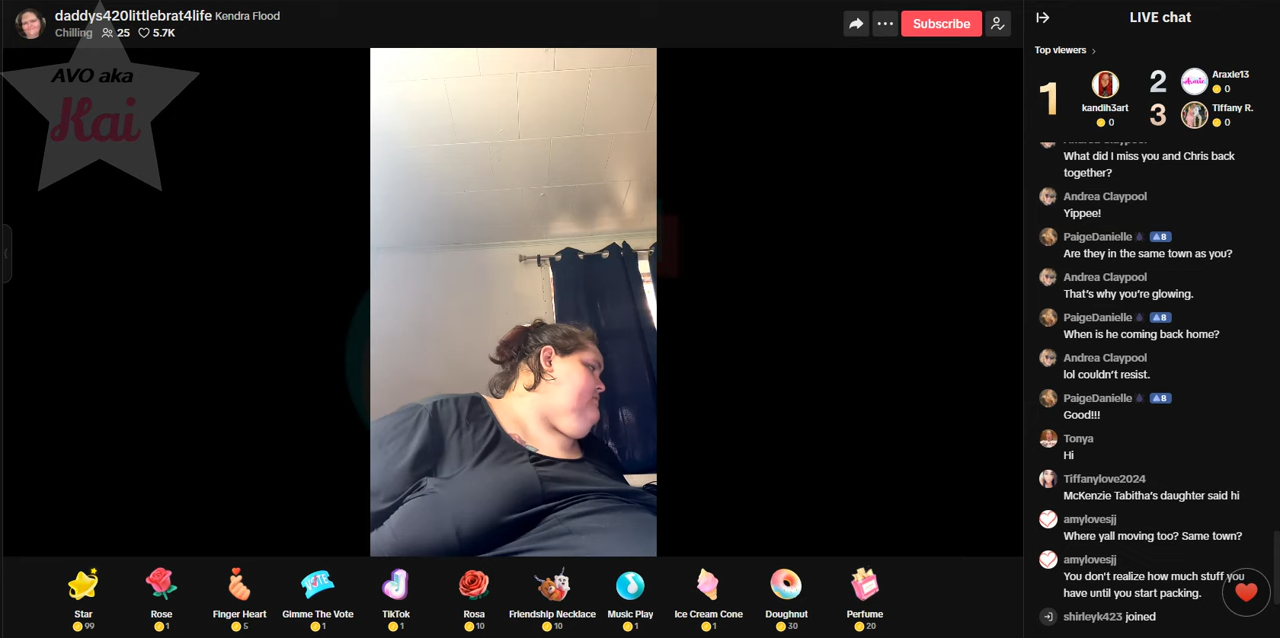 daddys420littlebrat4life Kendra Flood
Chilling 25 5.7K
Subscribe
AVO aka
Kai
LIVE chat
Top viewers
1
kandih3art
0
2
Araxie13
0
3
Tiffany R.
0
What did I miss you and Chris back
together?
Andrea Claypool
Yippee!
PaigeDanielle 8
Are they in the same town as you?
Andrea Claypool
That's why you're glowing.
PaigeDanielle 8
When is he coming back home?
Andrea Claypool
lol couldn't resist.
PaigeDanielle 8
Good!!!
Tonya
Hi
Tiffanylove2024
McKenzie Tabitha's daughter said hi
amylovesjj
Where yall moving too? Same town?
amylovesjj
You don't realize how much stuff you
have until you start packing.
shirleyk423 joined
Star
99
Rose
1
Finger Heart
5
Gimme The Vote
1
TikTok
1
Rosa
10
Friendship Necklace
10
Music Play
1
Ice Cream Cone
1
Doughnut
30
Perfume
20